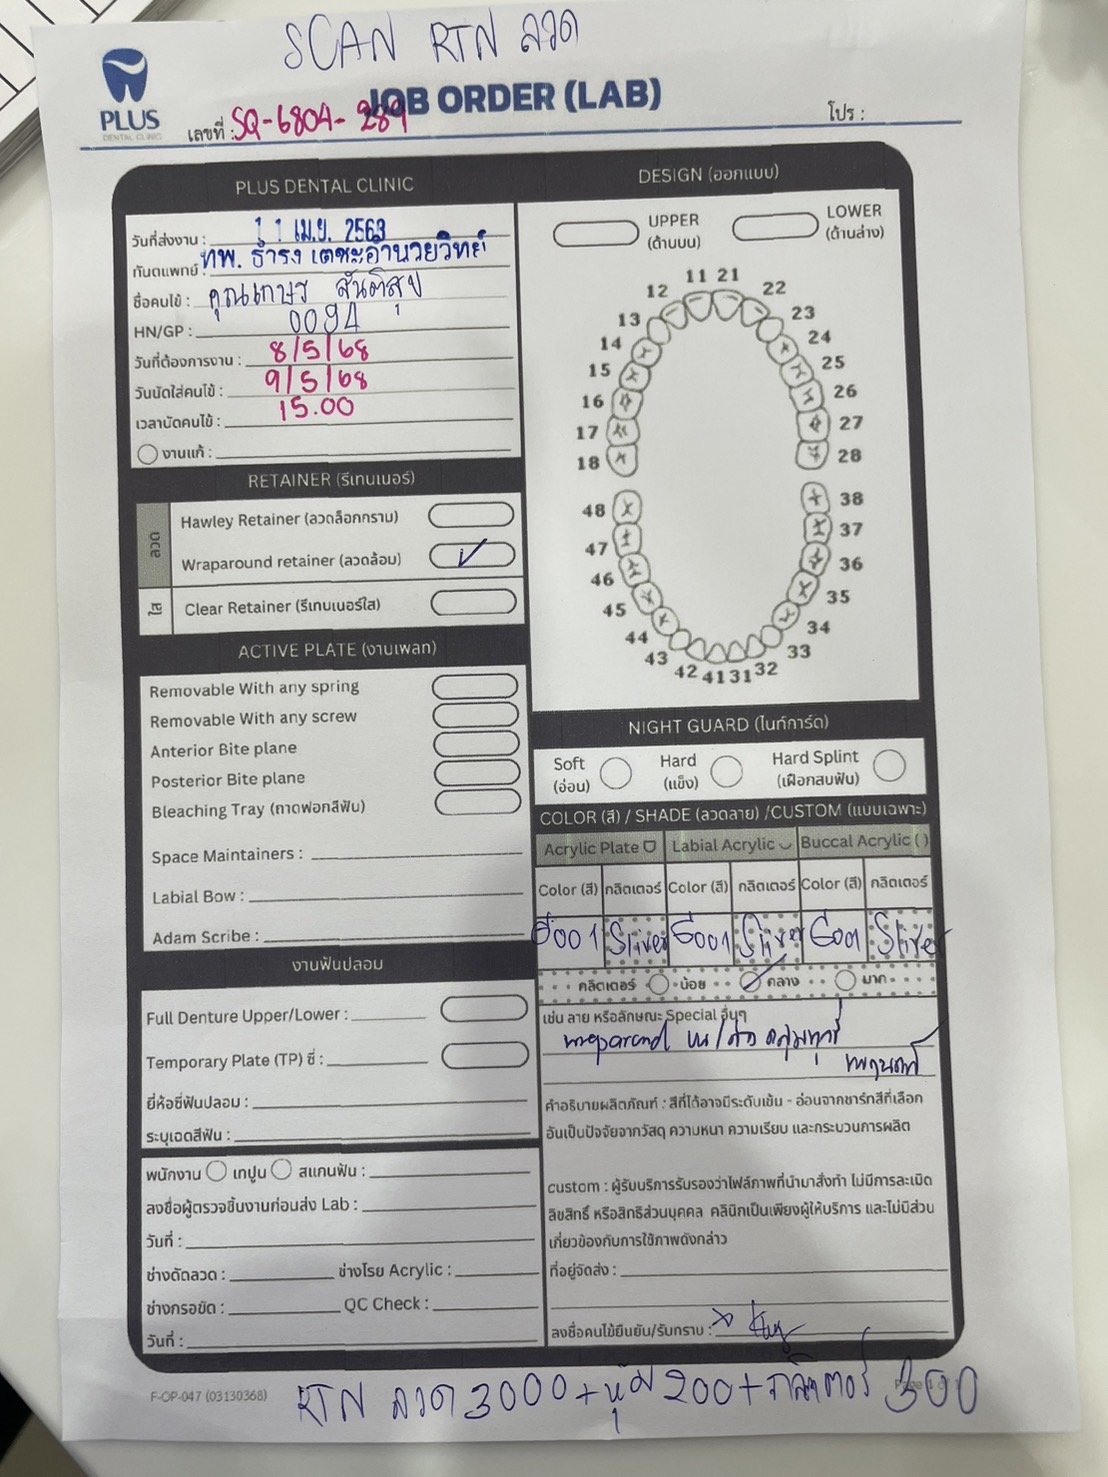 SCAN RTN ลวด
PLUS
DENTAL CLINIC
JOB ORDER (LAB)
เลขที่ : SQ-6804-289
โปร :
PLUS DENTAL CLINIC
วันที่ส่งงาน : 11 เม.ย. 2568
ทันตแพทย์ : ทพ. ธำรง เตชะอำนวยวิทย์
ชื่อคนไข้ : คุณเกษร สันติสุข
HN/GP : 0094
วันที่ต้องการงาน : 8/5/68
วันนัดใส่คนไข้ : 9/5/68
เวลานัดคนไข้ : 15.00
งานแก้ :
RETAINER (รีเทนเนอร์)
ลวด
Hawley Retainer (ลวดล็อกกราม)
Wraparound retainer (ลวดล้อม) ✓
ใส
Clear Retainer (รีเทนเนอร์ใส)
ACTIVE PLATE (งานเพลท)
Removable With any spring
Removable With any screw
Anterior Bite plane
Posterior Bite plane
Bleaching Tray (ถาดฟอกสีฟัน)
Space Maintainers :
Labial Bow :
Adam Scribe :
งานฟันปลอม
Full Denture Upper/Lower :
Temporary Plate (TP) ซี่ :
ยี่ห้อซี่ฟันปลอม :
ระบุเฉดสีฟัน :
พนักงาน เทปูน สแกนฟัน :
ลงชื่อผู้ตรวจชิ้นงานก่อนส่ง Lab :
วันที่ :
ช่างดัดลวด : ช่างโรย Acrylic :
ช่างกรอขัด : QC Check :
วันที่ :
DESIGN (ออกแบบ)
UPPER (ด้านบน)
LOWER (ด้านล่าง)
11 21
12 22
13 23
14 24
15 25
16 26
17 27
18 28
48 38
47 37
46 36
45 35
44 34
43 33
42 41 31 32
NIGHT GUARD (ไนท์การ์ด)
Soft (อ่อน)
Hard (แข็ง)
Hard Splint (เฝือกสบฟัน)
COLOR (สี) / SHADE (ลวดลาย) /CUSTOM (แบบเฉพาะ)
Acrylic Plate Labial Acrylic Buccal Acrylic ( )
Color (สี) กลิตเตอร์ Color (สี) กลิตเตอร์ Color (สี) กลิตเตอร์
G001 Sliver G001 Sliver G001 Sliver
กลิตเตอร์ น้อย ✓ กลาง มาก
เช่น ลาย หรือลักษณะ Special อื่นๆ
บน/ล่าง
คำอธิบายผลิตภัณฑ์ : สีที่ได้อาจมีระดับเข้ม - อ่อนจากชาร์ทสีที่เลือก
อันเป็นปัจจัยจากวัสดุ ความหนา ความเรียบ และกระบวนการผลิต
custom : ผู้รับบริการรับรองว่าไฟล์ภาพที่นำมาสั่งทำ ไม่มีการละเมิด
ลิขสิทธิ์ หรือสิทธิส่วนบุคคล คลินิกเป็นเพียงผู้ให้บริการ และไม่มีส่วน
เกี่ยวข้องกับการใช้ภาพดังกล่าว
ที่อยู่จัดส่ง :
ลงชื่อคนไข้ยืนยัน/รับทราบ :
F-OP-047 (03130368)
RTN ลวด 3000+หุ้ม 200+กลิตเตอร์ 300